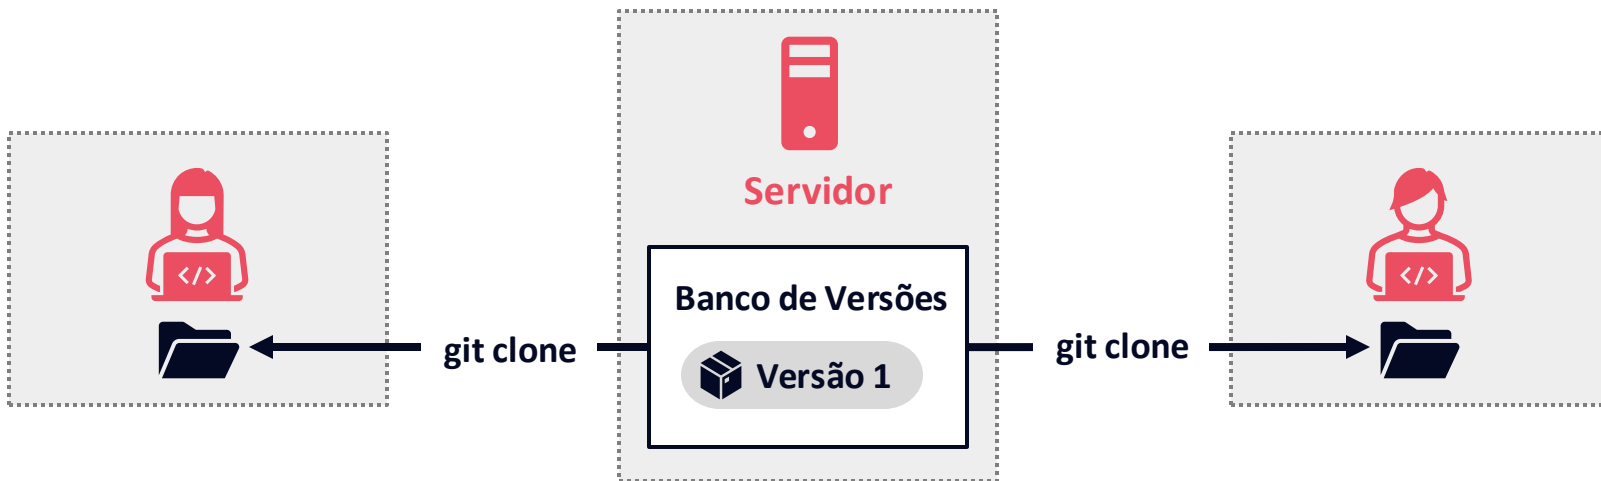 Servidor
Banco de Versões
git clone
Versão 1
git clone
</>
</>